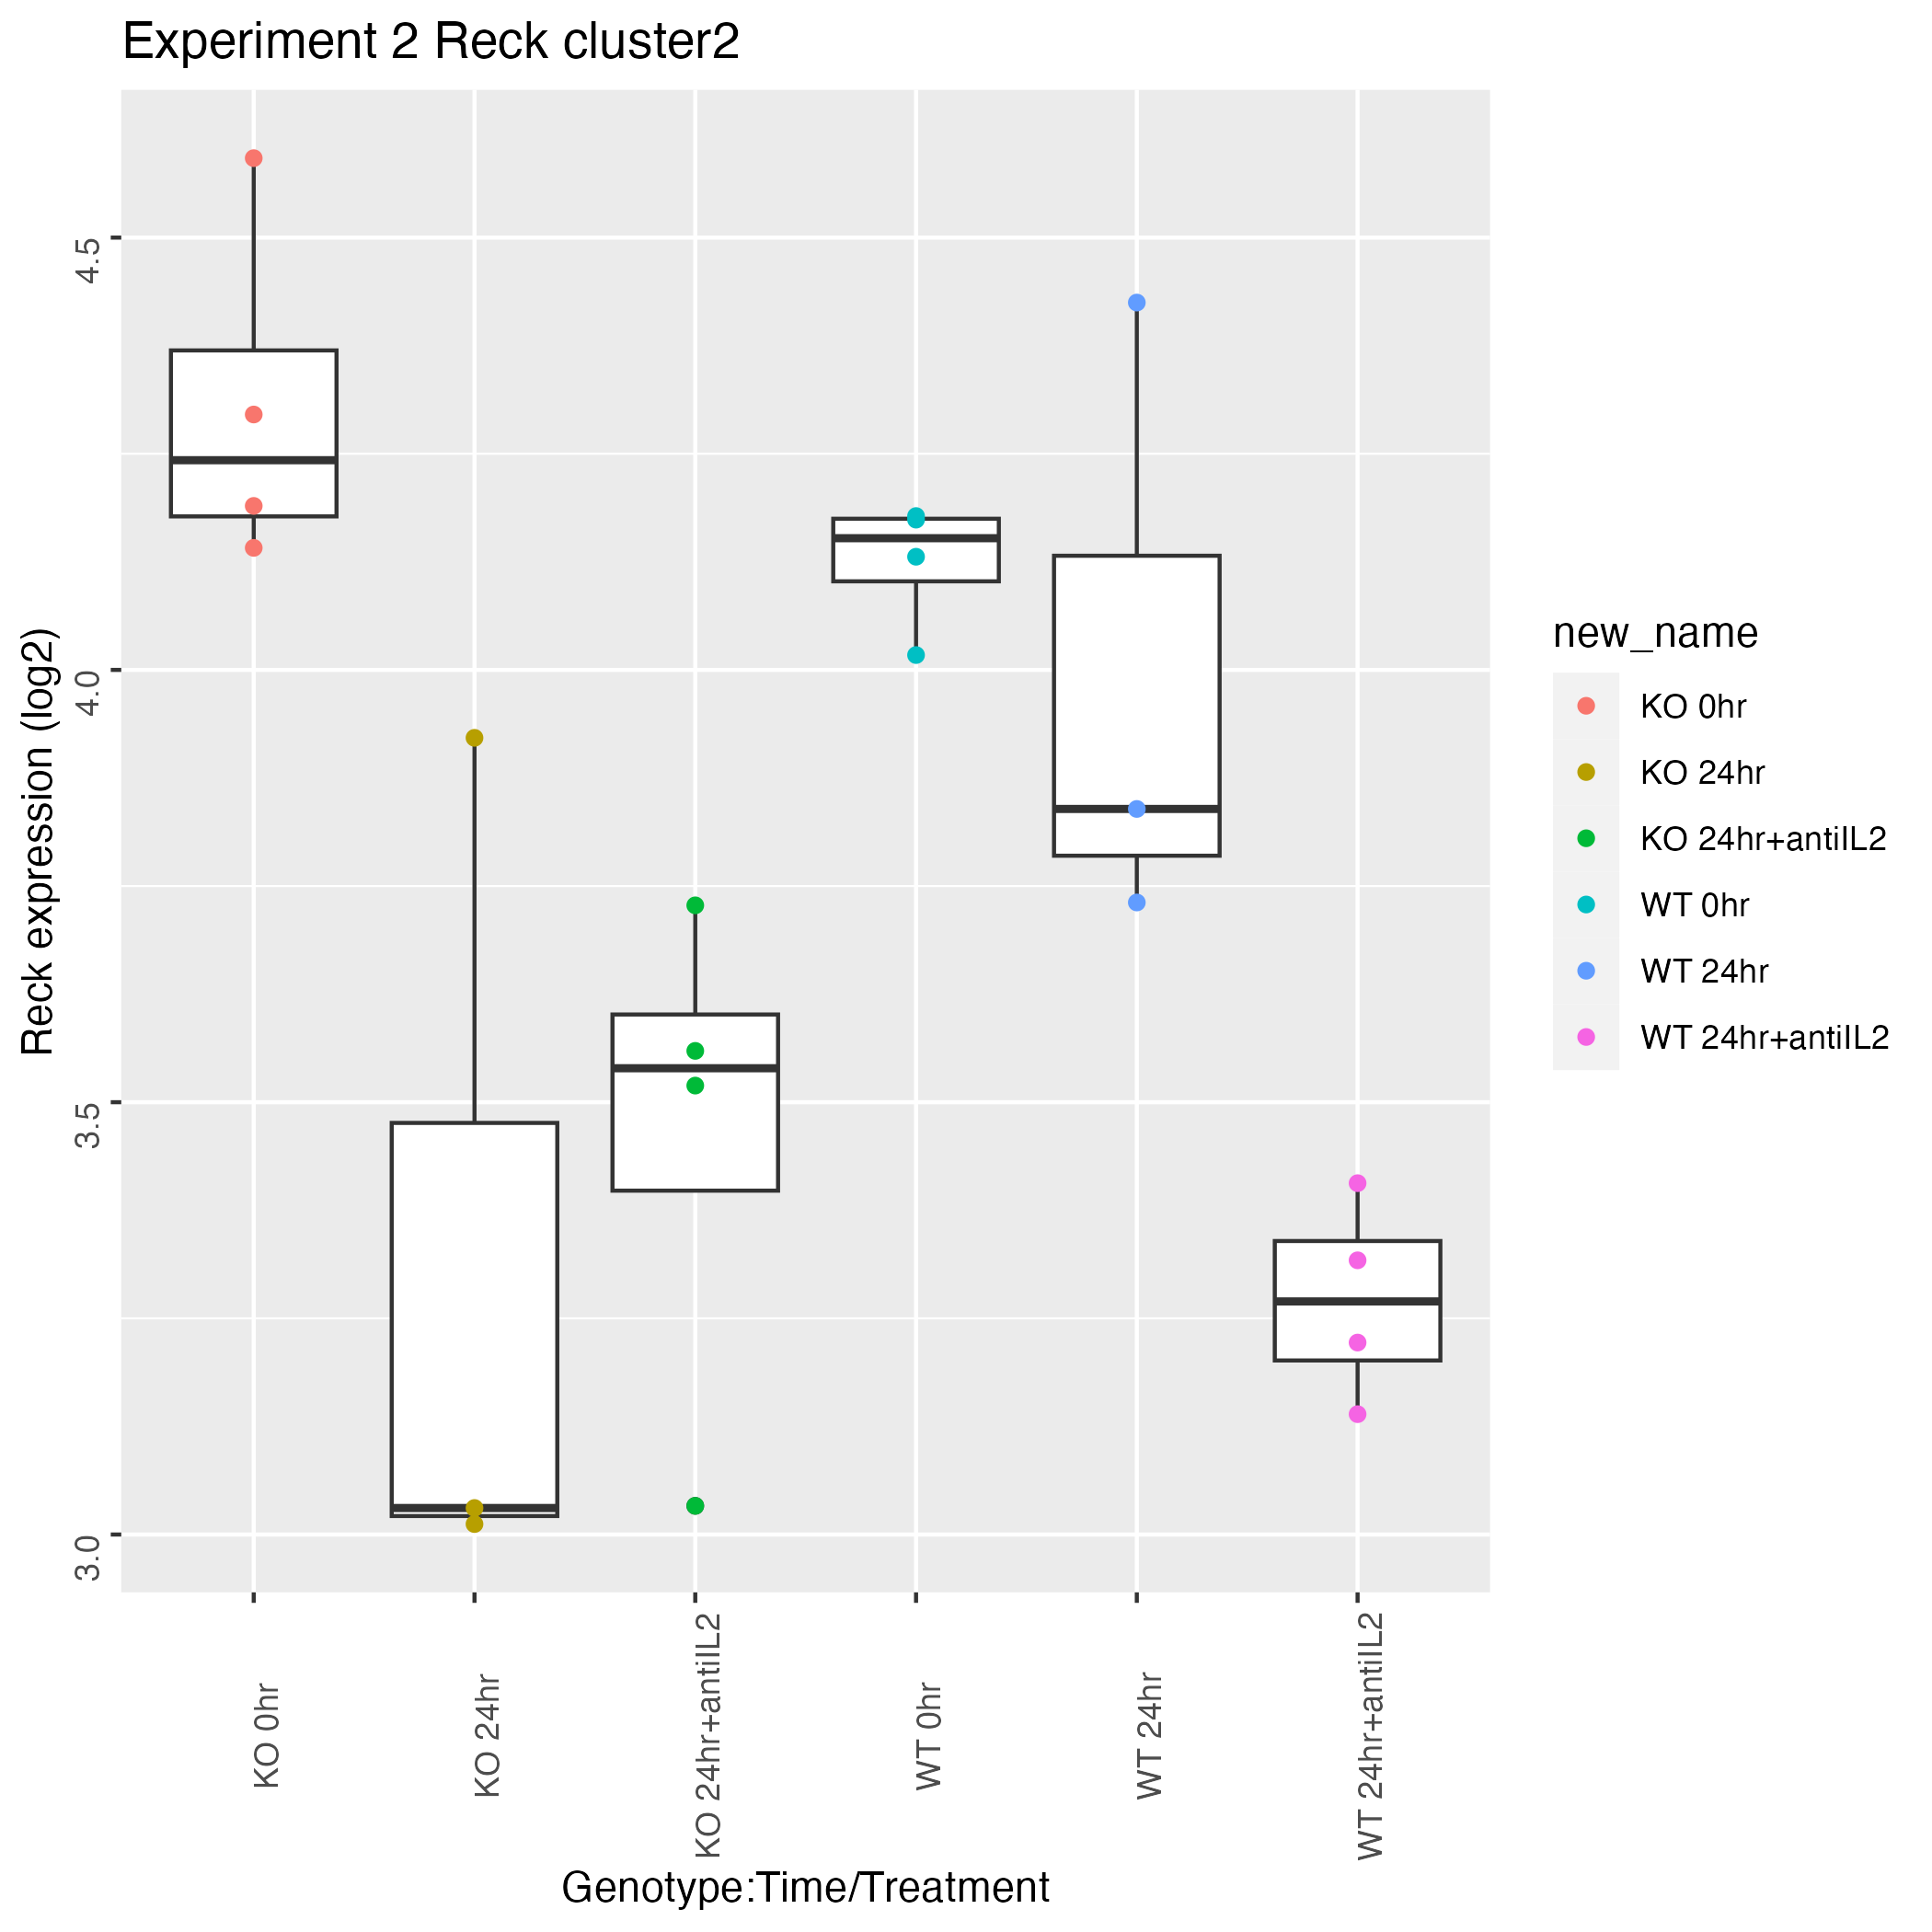 Experiment 2 Reck cluster2
Reck expression (log2)
4.5
4.0
3.5
3.0
KO 0hr
KO 24hr
KO 24hr+antiIL2
WT 0hr
WT 24hr
WT 24hr+antiIL2
Genotype:Time/Treatment
new_name
KO 0hr
KO 24hr
KO 24hr+antiIL2
WT 0hr
WT 24hr
WT 24hr+antiIL2